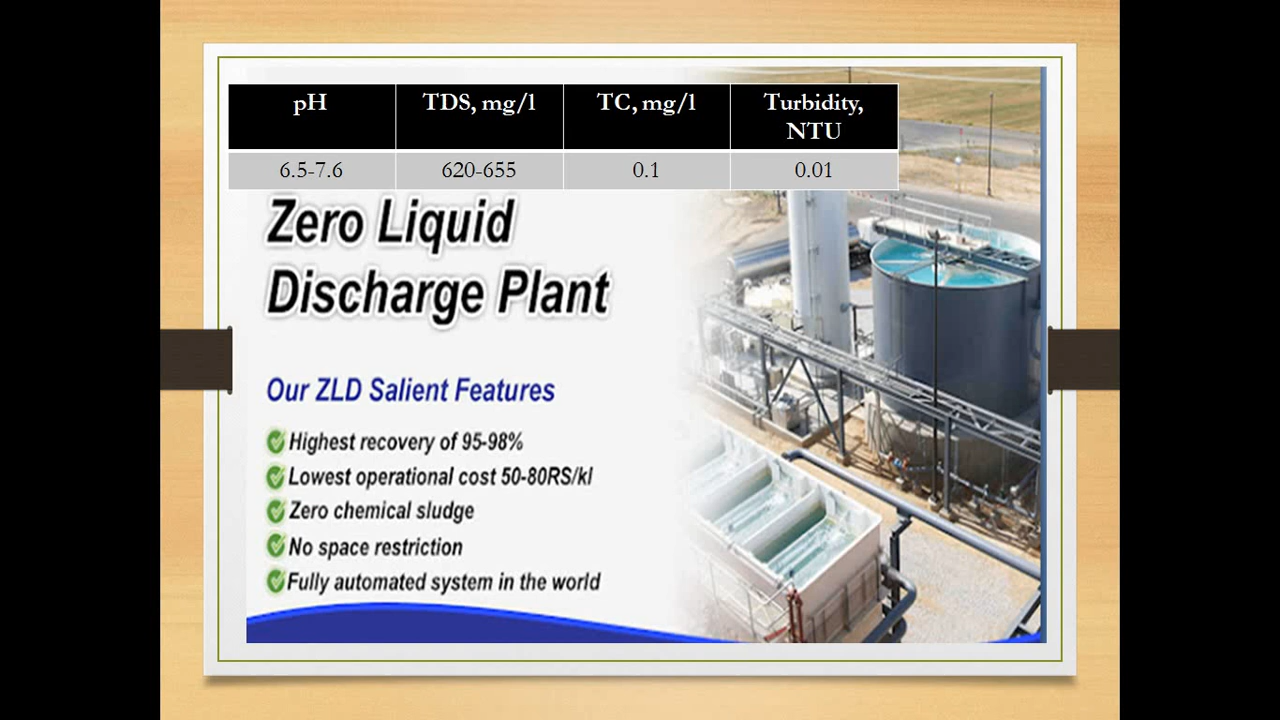 pH TDS, mg/l TC, mg/l Turbidity,
NTU
6.5-7.6 620-655 0.1 0.01
Zero Liquid
Discharge Plant
Our ZLD Salient Features
Highest recovery of 95-98%
Lowest operational cost 50-80RS/kl
Zero chemical sludge
No space restriction
Fully automated system in the world